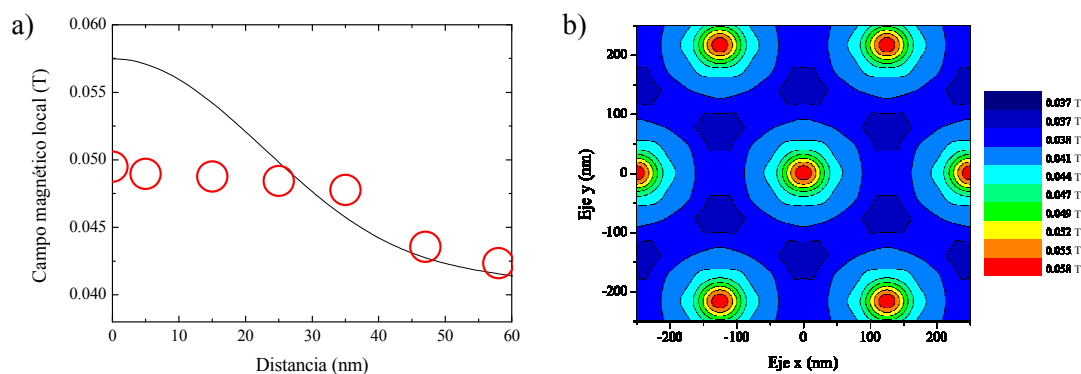 a)
0.060
0.055
0.050
0.045
0.040
Campo magnético local (T)
0 10 20 30 40 50 60
Distancia (nm)
b)
200
100
0
-100
-200
Eje y (nm)
-200 -100 0 100 200
Eje x (nm)
0.037 T
0.037 T
0.038 T
0.041 T
0.044 T
0.047 T
0.049 T
0.052 T
0.055 T
0.058 T